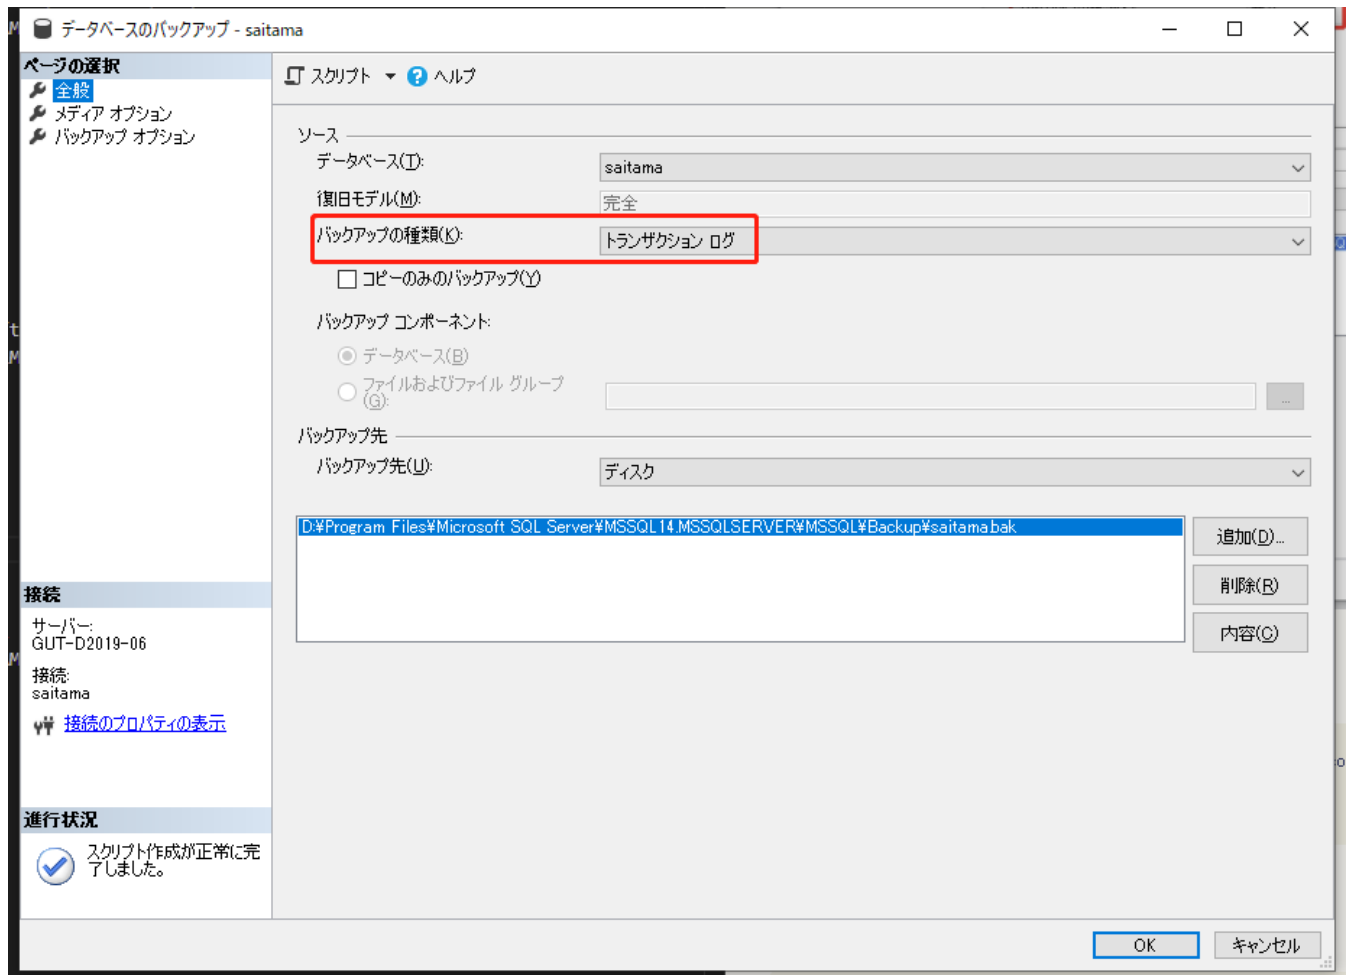 データベースのバックアップ - saitama
ページの選択
全般
メディア オプション
バックアップ オプション
スクリプト
ヘルプ
ソース
データベース(T):
saitama
復旧モデル(M):
完全
バックアップの種類(K):
トランザクション ログ
コピーのみのバックアップ(Y)
バックアップ コンポーネント:
データベース(B)
ファイルおよびファイル グループ
(G):
...
バックアップ先
バックアップ先(U):
ディスク
D:¥Program Files¥Microsoft SQL Server¥MSSQL14.MSSQLSERVER¥MSSQL¥Backup¥saitama.bak
追加(D)...
削除(R)
内容(C)
接続
サーバー:
GUT-D2019-06
接続:
saitama
接続のプロパティの表示
進行状況
スクリプト作成が正常に完
了しました。
OK
キャンセル